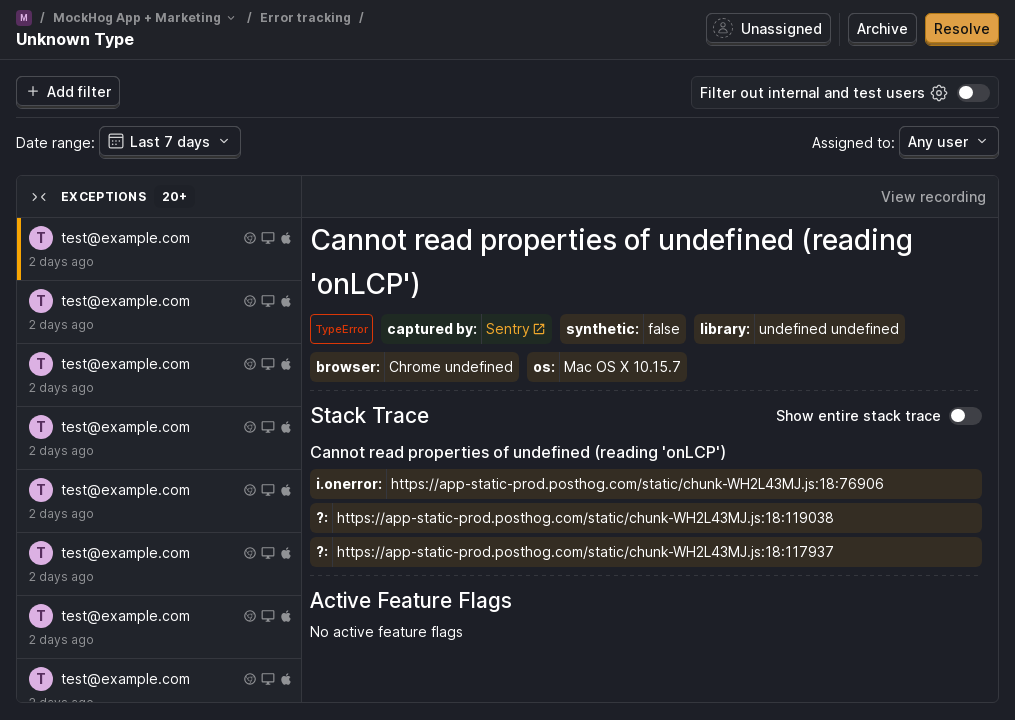 M / MockHog App + Marketing / Error tracking /
Unknown Type
Unassigned
Archive
Resolve
Add filter
Filter out internal and test users
Date range: Last 7 days
Assigned to: Any user
EXCEPTIONS 20+
View recording
T test@example.com
2 days ago
T test@example.com
2 days ago
T test@example.com
2 days ago
T test@example.com
2 days ago
T test@example.com
2 days ago
T test@example.com
2 days ago
T test@example.com
2 days ago
T test@example.com
2 days ago
Cannot read properties of undefined (reading
'onLCP')
TypeError captured by: Sentry synthetic: false library: undefined undefined
browser: Chrome undefined os: Mac OS X 10.15.7
Stack Trace
Show entire stack trace
Cannot read properties of undefined (reading 'onLCP')
i.onerror: https://app-static-prod.posthog.com/static/chunk-WH2L43MJ.js:18:76906
?: https://app-static-prod.posthog.com/static/chunk-WH2L43MJ.js:18:119038
?: https://app-static-prod.posthog.com/static/chunk-WH2L43MJ.js:18:117937
Active Feature Flags
No active feature flags